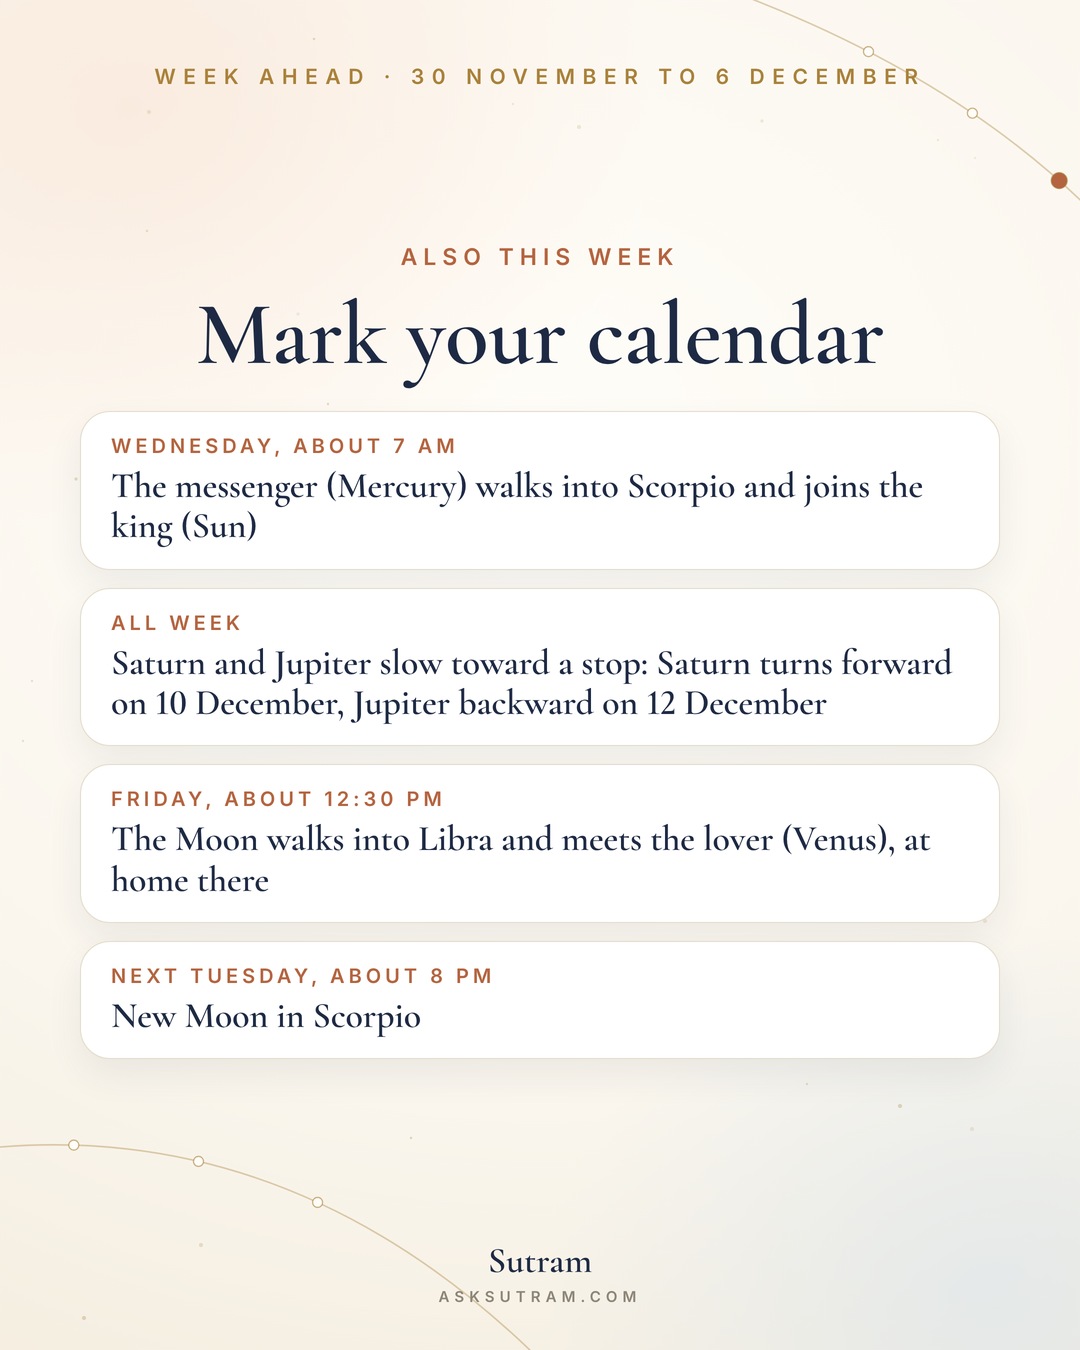 WEEK AHEAD · 30 NOVEMBER TO 6 DECEMBER
ALSO THIS WEEK
Mark your calendar
WEDNESDAY, ABOUT 7 AM
The messenger (Mercury) walks into Scorpio and joins the
king (Sun)
ALL WEEK
Saturn and Jupiter slow toward a stop: Saturn turns forward
on 10 December, Jupiter backward on 12 December
FRIDAY, ABOUT 12:30 PM
The Moon walks into Libra and meets the lover (Venus), at
home there
NEXT TUESDAY, ABOUT 8 PM
New Moon in Scorpio
Sutram
ASKSUTRAM.COM